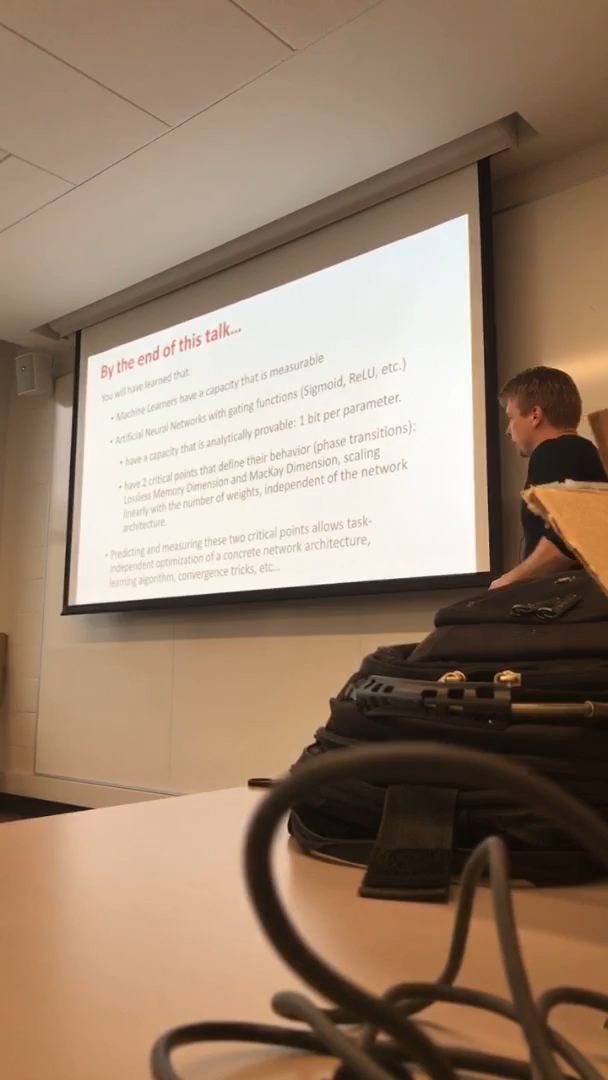 By the end of this talk...
You will have learned that:
• Machine Learners have a capacity that is measurable
• Artificial Neural Networks with gating functions (Sigmoid, ReLU, etc.)
• have a capacity that is analytically provable: 1 bit per parameter.
• have 2 critical points that define their behavior (phase transitions):
Lossless Memory Dimension and MacKay Dimension, scaling
linearly with the number of weights, independent of the network
architecture.
• Predicting and measuring these two critical points allows task-
independent optimization of a concrete network architecture,
learning algorithm, convergence tricks, etc...